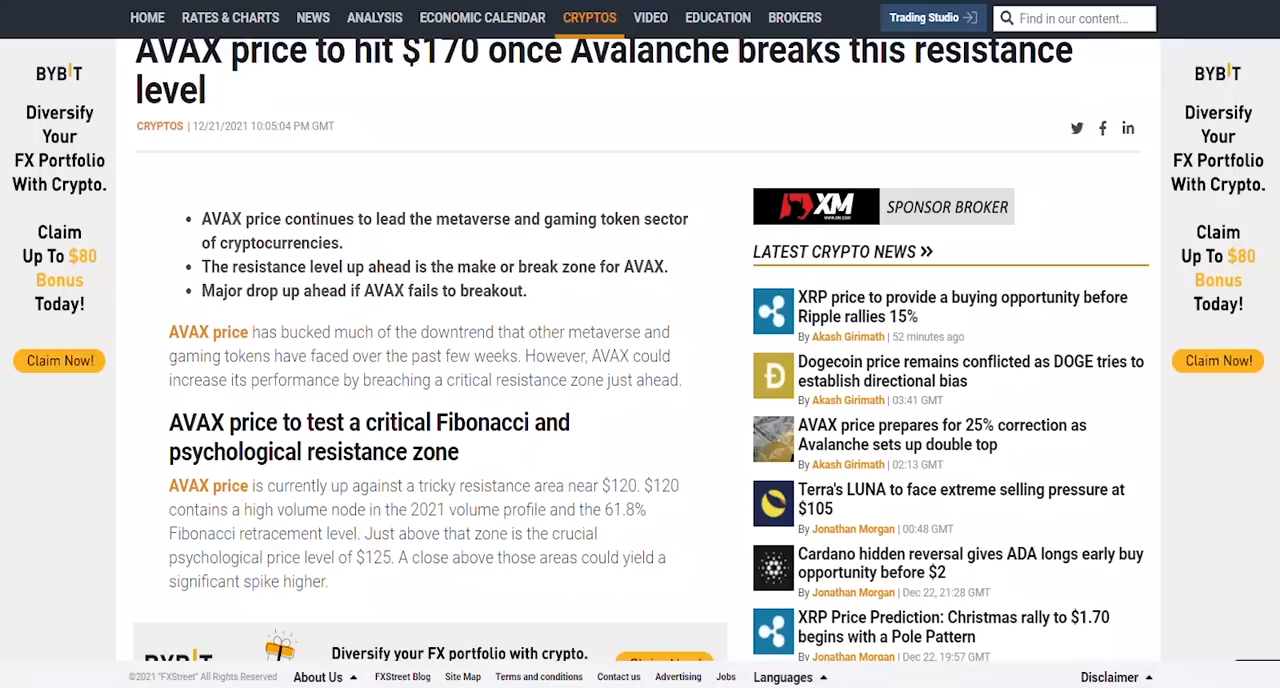 HOME RATES & CHARTS NEWS ANALYSIS ECONOMIC CALENDAR CRYPTOS VIDEO EDUCATION BROKERS Trading Studio Find in our content...
AVAX price to hit $170 once Avalanche breaks this resistance
level
CRYPTOS | 12/21/2021 10:05:04 PM GMT
BYBIT
Diversify
Your
FX Portfolio
With Crypto.
Claim
Up To $80
Bonus
Today!
Claim Now!
• AVAX price continues to lead the metaverse and gaming token sector
of cryptocurrencies.
• The resistance level up ahead is the make or break zone for AVAX.
• Major drop up ahead if AVAX fails to breakout.
AVAX price has bucked much of the downtrend that other metaverse and
gaming tokens have faced over the past few weeks. However, AVAX could
increase its performance by breaching a critical resistance zone just ahead.
AVAX price to test a critical Fibonacci and
psychological resistance zone
AVAX price is currently up against a tricky resistance area near $120. $120
contains a high volume node in the 2021 volume profile and the 61.8%
Fibonacci retracement level. Just above that zone is the crucial
psychological price level of $125. A close above those areas could yield a
significant spike higher.
BYBIT
Diversify your FX portfolio with crypto.
Claim Now!
XM
www.xm.com
SPONSOR BROKER
LATEST CRYPTO NEWS »
XRP price to provide a buying opportunity before
Ripple rallies 15%
By Akash Girimath | 52 minutes ago
Dogecoin price remains conflicted as DOGE tries to
establish directional bias
By Akash Girimath | 03:41 GMT
AVAX price prepares for 25% correction as
Avalanche sets up double top
By Akash Girimath | 02:13 GMT
Terra's LUNA to face extreme selling pressure at
$105
By Jonathan Morgan | 00:48 GMT
Cardano hidden reversal gives ADA longs early buy
opportunity before $2
By Jonathan Morgan | Dec 22, 21:28 GMT
XRP Price Prediction: Christmas rally to $1.70
begins with a Pole Pattern
By Jonathan Morgan | Dec 22, 19:57 GMT
BYBIT
Diversify
Your
FX Portfolio
With Crypto.
Claim
Up To $80
Bonus
Today!
Claim Now!
©2021 "FXStreet" All Rights Reserved About Us FXStreet Blog Site Map Terms and conditions Contact us Advertising Jobs Languages Disclaimer